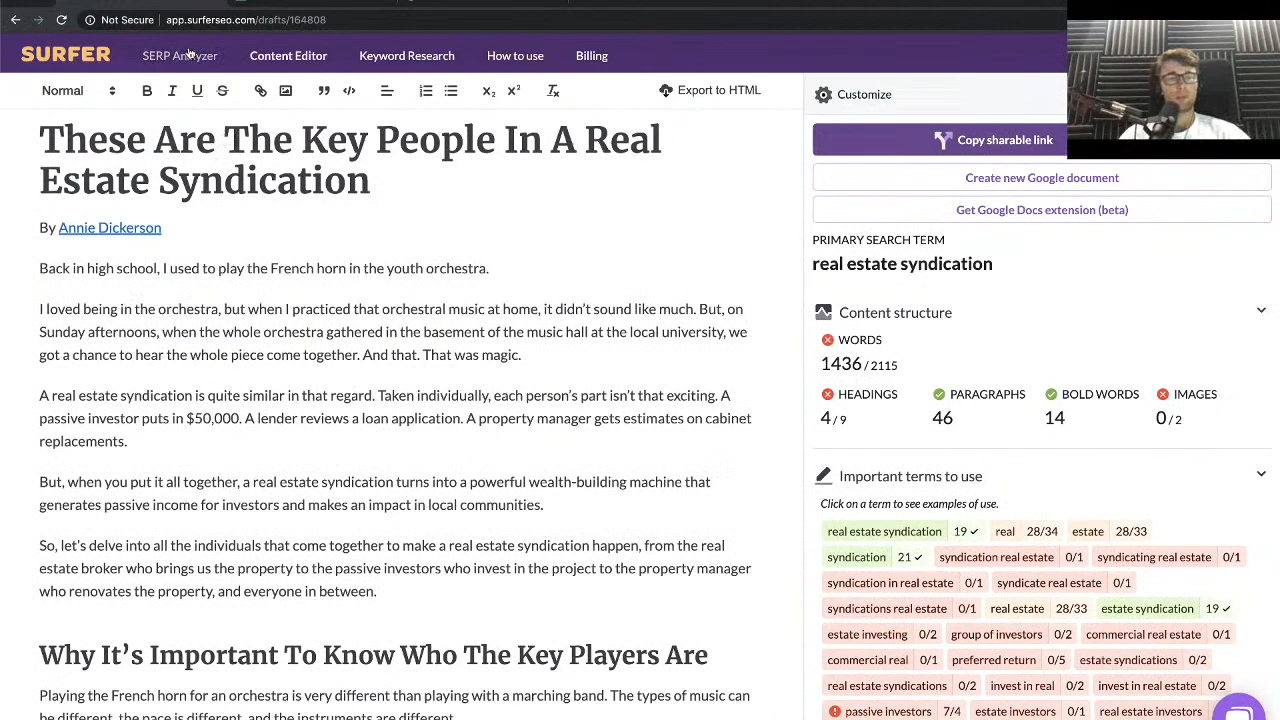 Not Secure app.surferseo.com/drafts/164808
SURFER SERP Analyzer Content Editor Keyword Research How to use Billing
Normal B I U S Export to HTML
These Are The Key People In A Real
Estate Syndication
By Annie Dickerson
Back in high school, I used to play the French horn in the youth orchestra.
I loved being in the orchestra, but when I practiced that orchestral music at home, it didn’t sound like much. But, on
Sunday afternoons, when the whole orchestra gathered in the basement of the music hall at the local university, we
got a chance to hear the whole piece come together. And that. That was magic.
A real estate syndication is quite similar in that regard. Taken individually, each person’s part isn’t that exciting. A
passive investor puts in $50,000. A lender reviews a loan application. A property manager gets estimates on cabinet
replacements.
But, when you put it all together, a real estate syndication turns into a powerful wealth-building machine that
generates passive income for investors and makes an impact in local communities.
So, let’s delve into all the individuals that come together to make a real estate syndication happen, from the real
estate broker who brings us the property to the passive investors who invest in the project to the property manager
who renovates the property, and everyone in between.
Why It’s Important To Know Who The Key Players Are
Playing the French horn for an orchestra is very different than playing with a marching band. The types of music can
be different, the pace is different, and the instruments are different.
Customize
Copy sharable link
Create new Google document
Get Google Docs extension (beta)
PRIMARY SEARCH TERM
real estate syndication
Content structure
WORDS
1436 / 2115
HEADINGS PARAGRAPHS BOLD WORDS IMAGES
4 / 9 46 14 0 / 2
Important terms to use
Click on a term to see examples of use.
real estate syndication 19 ✓ real 28/34 estate 28/33
syndication 21 ✓ syndication real estate 0/1 syndicating real estate 0/1
syndication in real estate 0/1 syndicate real estate 0/1
syndications real estate 0/1 real estate 28/33 estate syndication 19 ✓
estate investing 0/2 group of investors 0/2 commercial real estate 0/1
commercial real 0/1 preferred return 0/5 estate syndications 0/2
real estate syndications 0/2 invest in real 0/2 invest in real estate 0/2
passive investors 7/4 estate investors 0/1 real estate investors